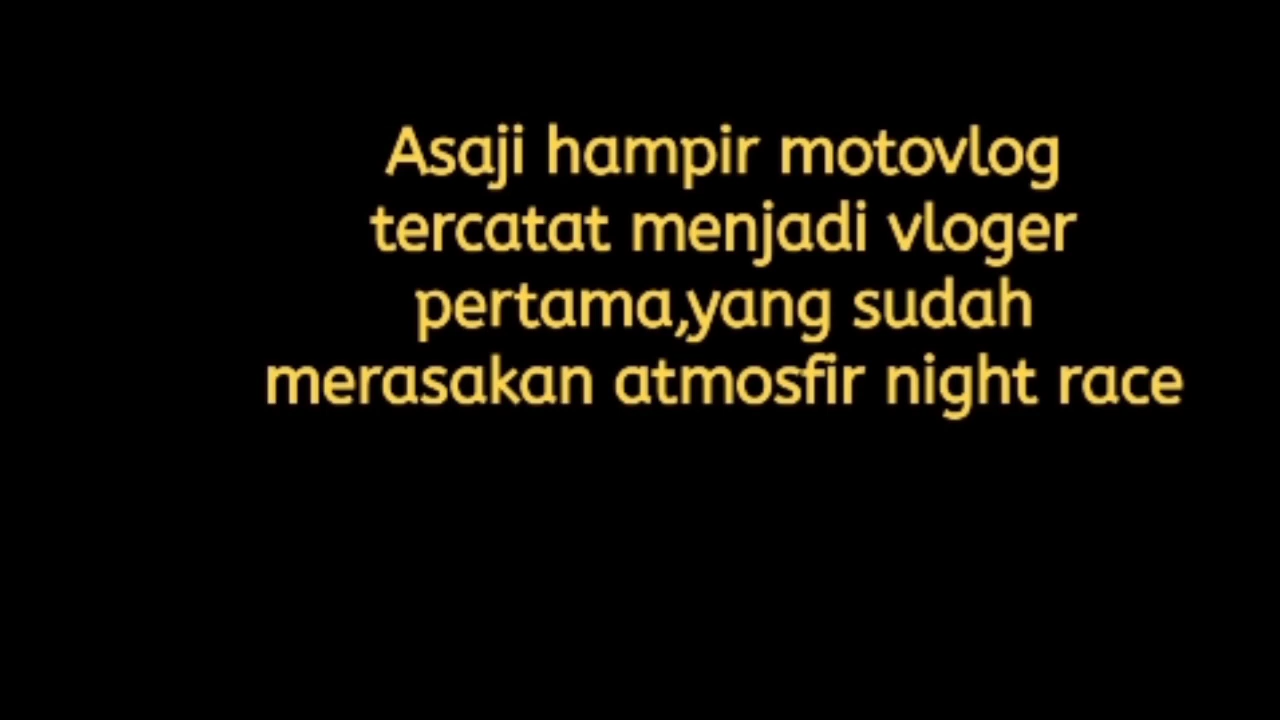 Asaji hampir motovlog
tercatat menjadi vloger
pertama,yang sudah
merasakan atmosfir night race